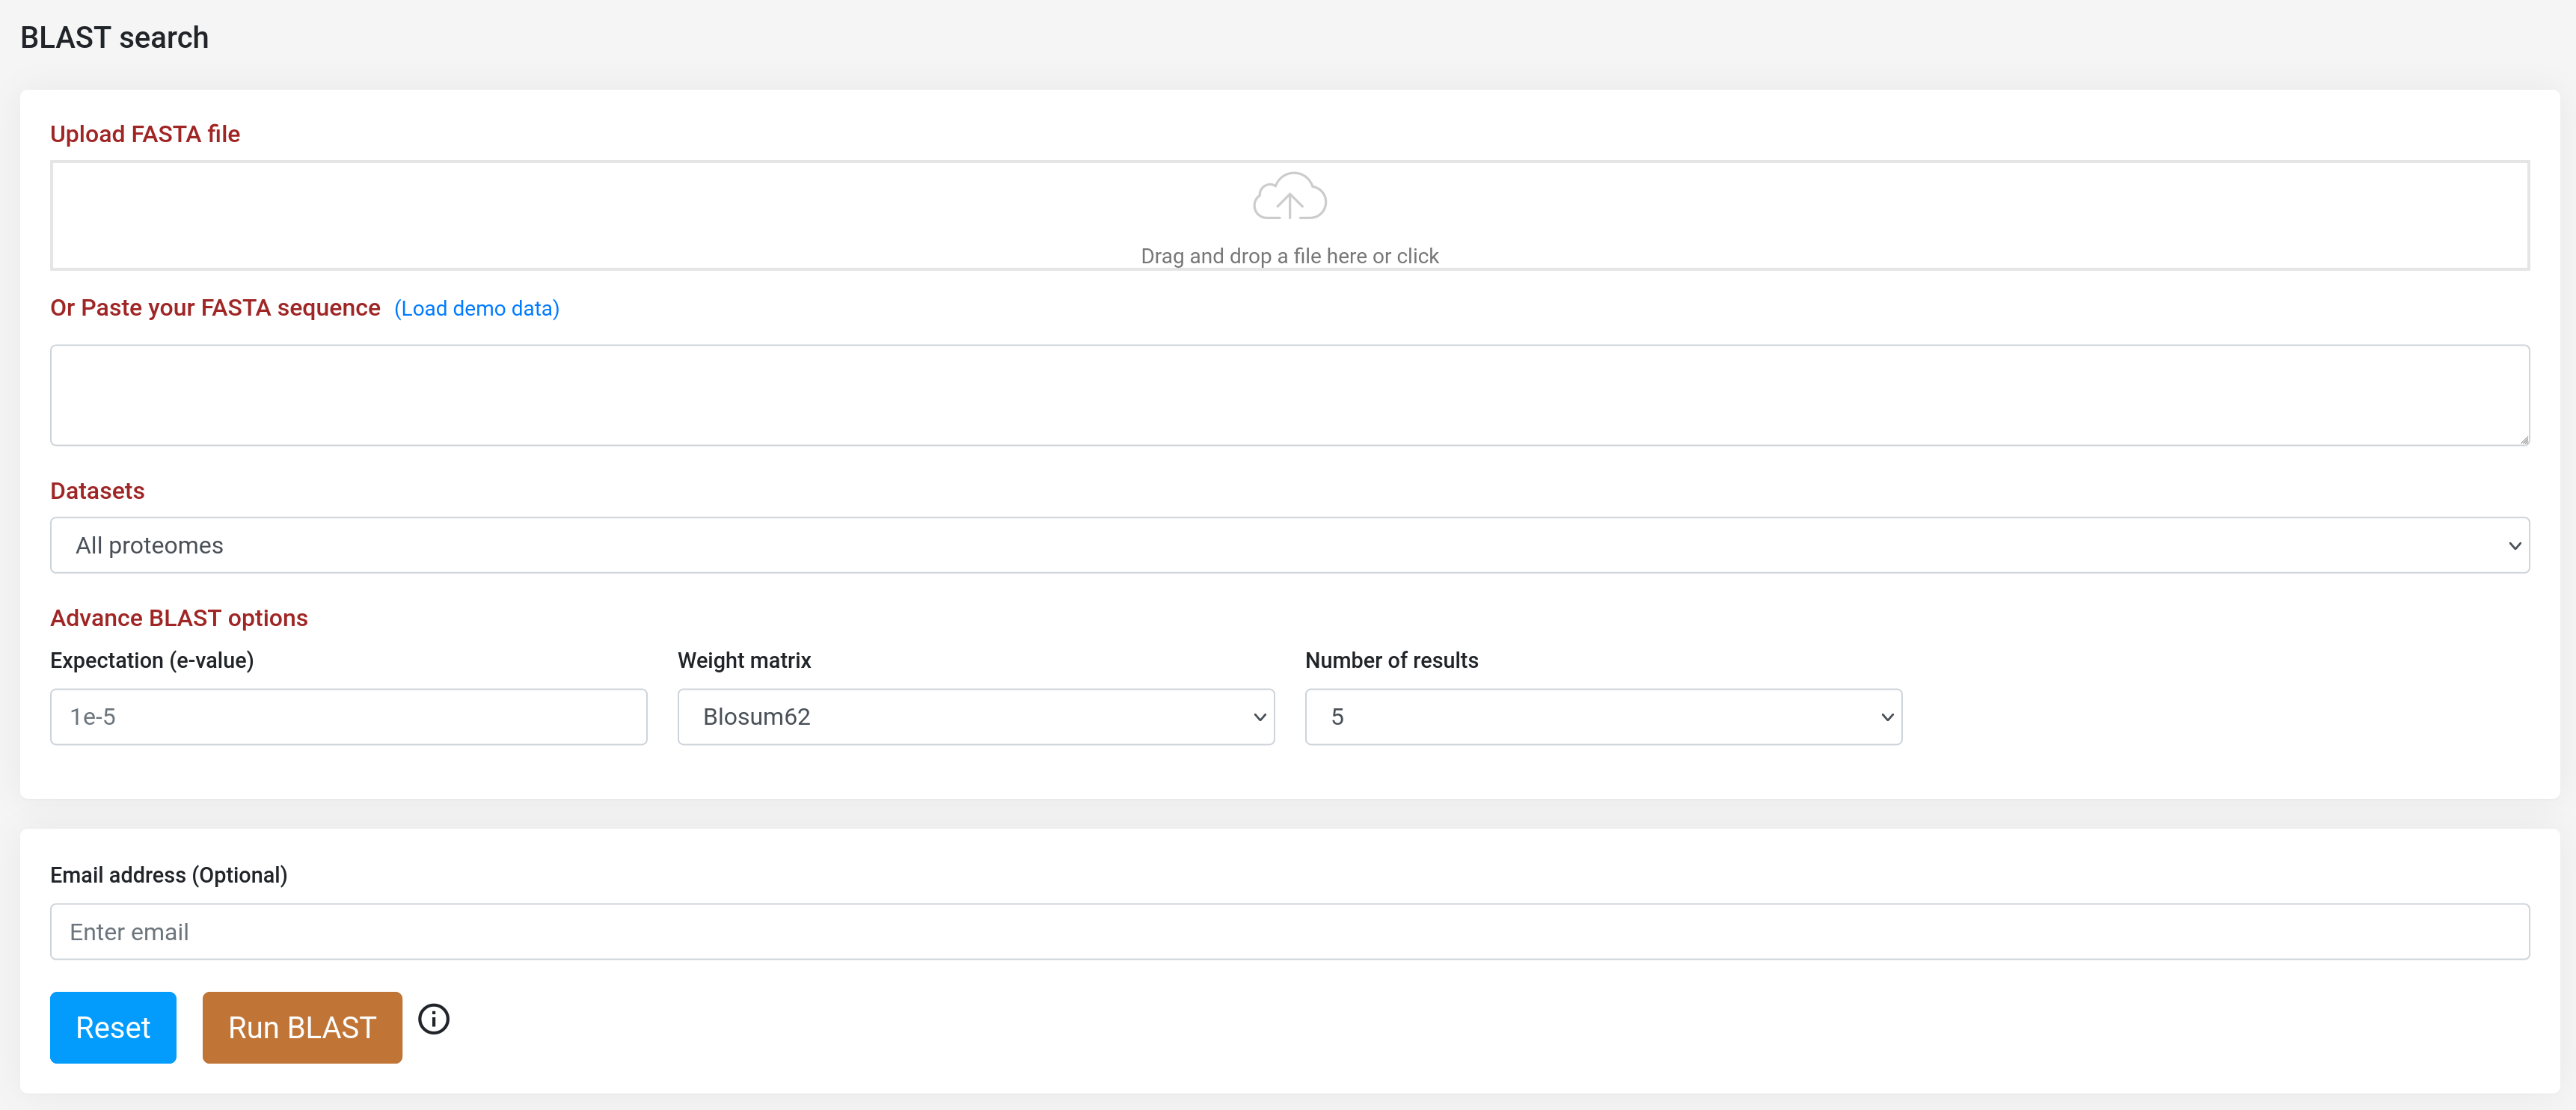 BLAST search
Upload FASTA file
Drag and drop a file here or click
Or Paste your FASTA sequence (Load demo data)
Datasets
All proteomes
Advance BLAST options
Expectation (e-value) Weight matrix Number of results
1e-5 Blosum62 5
Email address (Optional)
Enter email
Reset Run BLAST